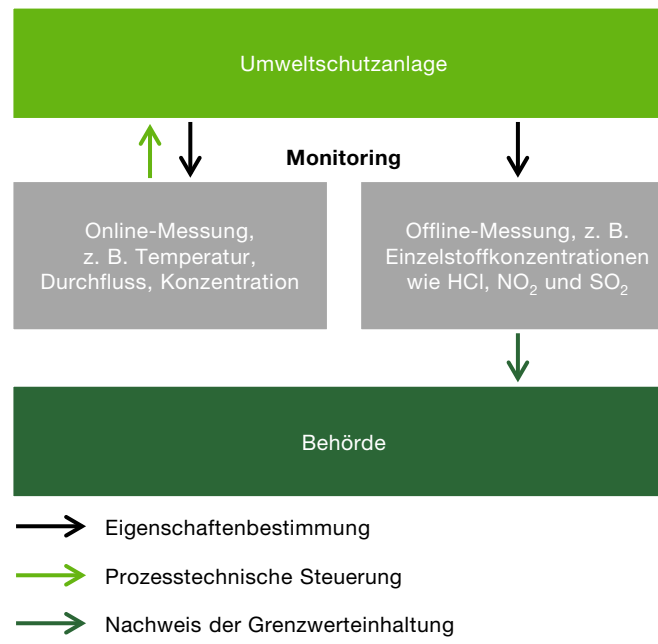 Umweltschutzanlage
Monitoring
Online-Messung,
z. B. Temperatur,
Durchfluss, Konzentration
Offline-Messung, z. B.
Einzelstoffkonzentrationen
wie HCl, NO₂ und SO₂
Behörde
Eigenschaftenbestimmung
Prozesstechnische Steuerung
Nachweis der Grenzwerteinhaltung